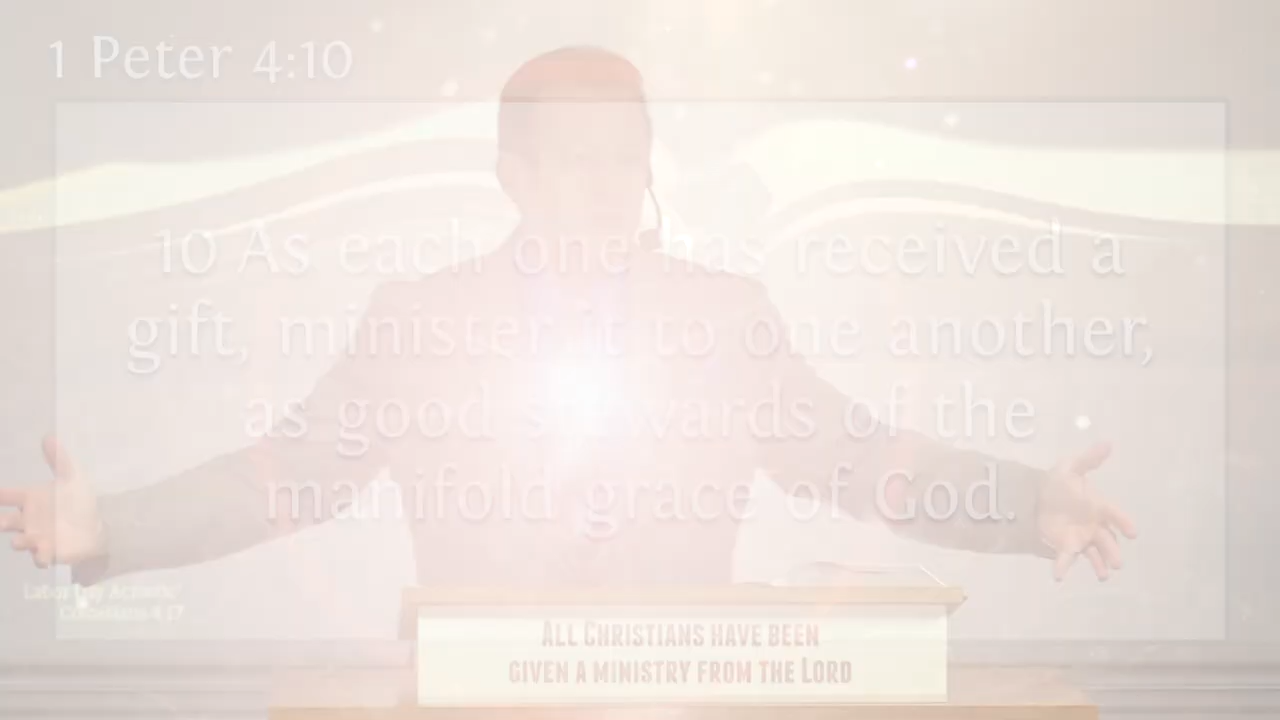 1 Peter 4:10
10 As each one has received a
gift, minister it to one another,
as good stewards of the
manifold grace of God.
ALL CHRISTIANS HAVE BEEN
GIVEN A MINISTRY FROM THE LORD